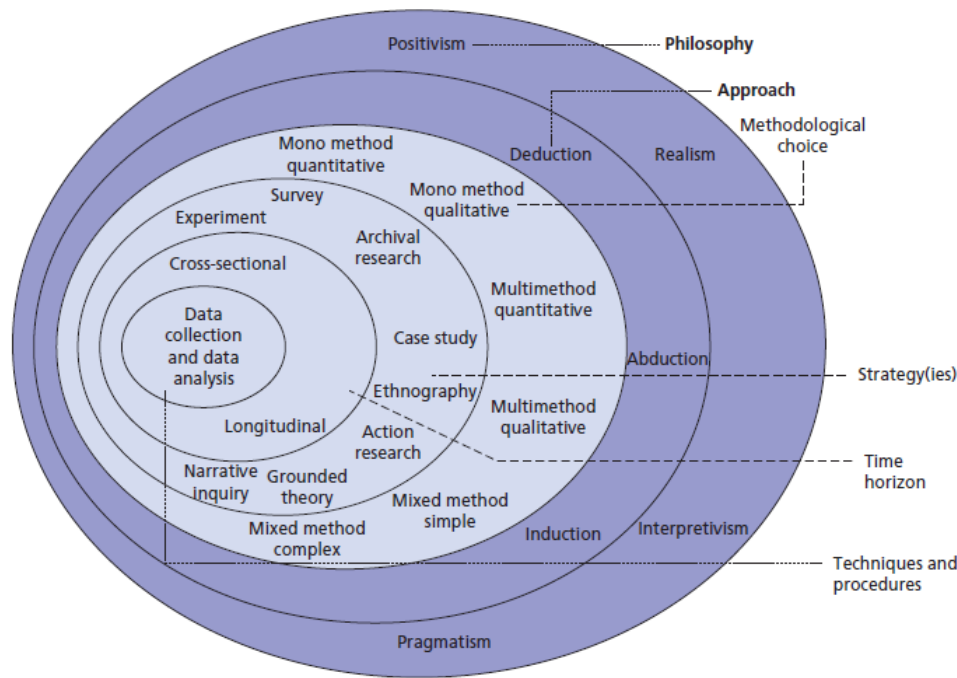 Positivism
Philosophy
Approach
Methodological
choice
Mono method
quantitative
Deduction
Realism
Mono method
qualitative
Survey
Experiment
Archival
research
Cross-sectional
Multimethod
quantitative
Data
collection
and data
analysis
Case study
Abduction
Strategy(ies)
Ethnography
Multimethod
qualitative
Longitudinal
Action
research
Time
horizon
Narrative
inquiry
Grounded
theory
Mixed method
simple
Mixed method
complex
Induction
Interpretivism
Techniques and
procedures
Pragmatism